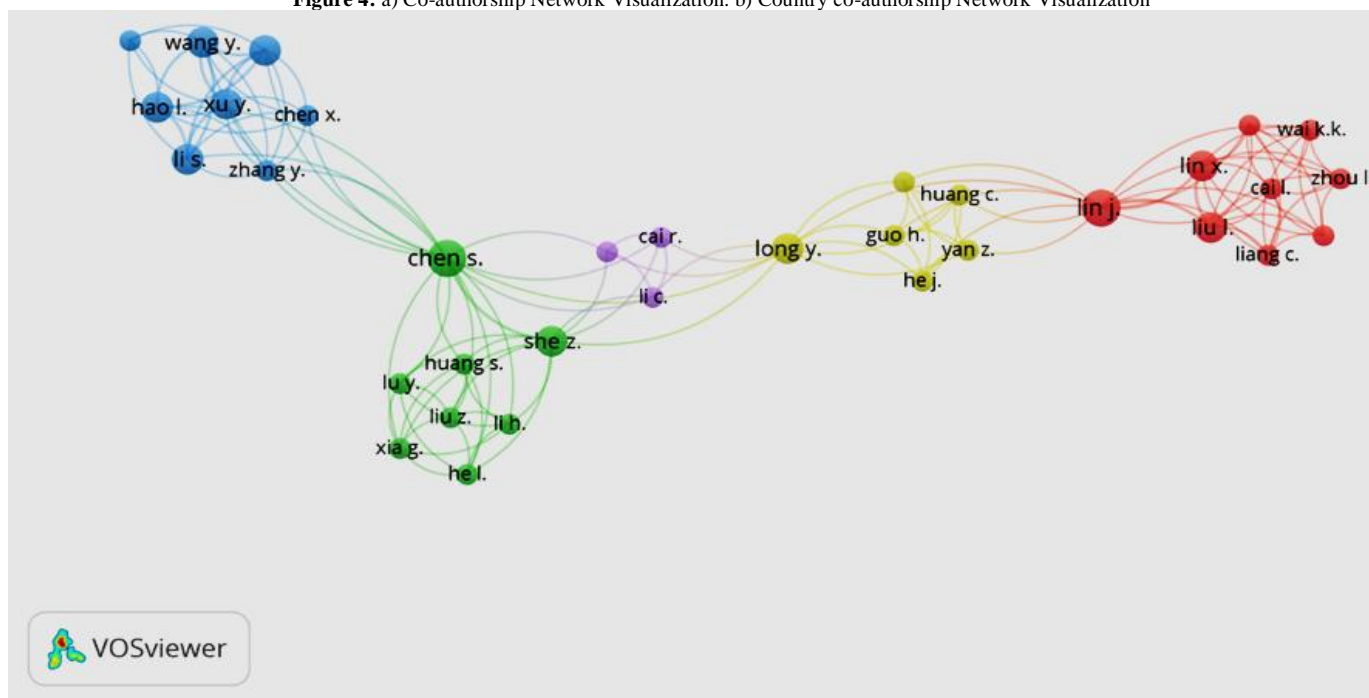 Figure 4: a) Co-authorship Network Visualization. b) Country co-authorship Network Visualization
wang y.
hao l.
xu y.
chen x.
li s.
zhang y.
chen s.
cai r.
li c.
she z.
huang s.
lu y.
liu z.
li h.
xia g.
he l.
long y.
huang c.
guo h.
yan z.
he j.
lin j.
wai k.k.
lin x.
cai l.
zhou l
liu l.
liang c.
VOSviewer